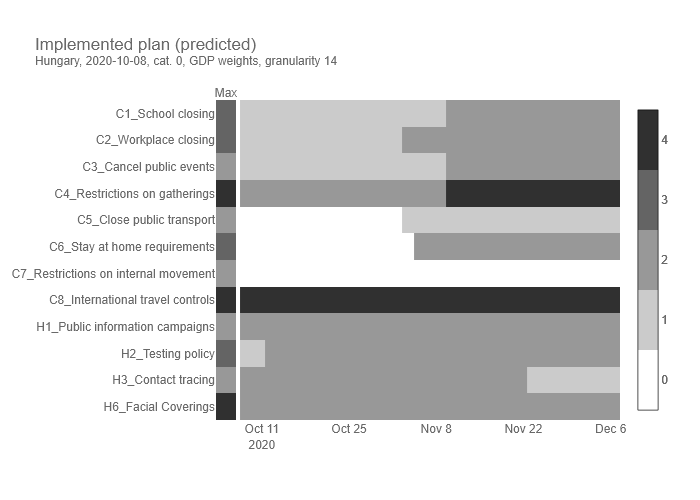 Implemented plan (predicted)
Hungary, 2020-10-08, cat. 0, GDP weights, granularity 14
Max
C1_School closing
C2_Workplace closing
C3_Cancel public events
C4_Restrictions on gatherings
C5_Close public transport
C6_Stay at home requirements
C7_Restrictions on internal movement
C8_International travel controls
H1_Public information campaigns
H2_Testing policy
H3_Contact tracing
H6_Facial Coverings
4
3
2
1
0
Oct 11 Oct 25 Nov 8 Nov 22 Dec 6
2020